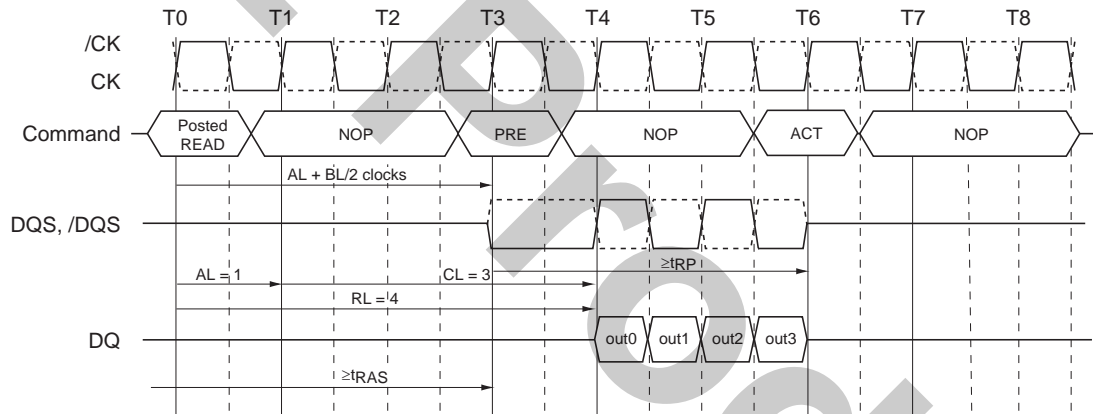 T0 T1 T2 T3 T4 T5 T6 T7 T8
/CK
CK
Command Posted READ NOP PRE NOP ACT NOP
AL + BL/2 clocks
DQS, /DQS
≥tRP
AL = 1 CL = 3
RL = 4
DQ out0 out1 out2 out3
≥tRAS